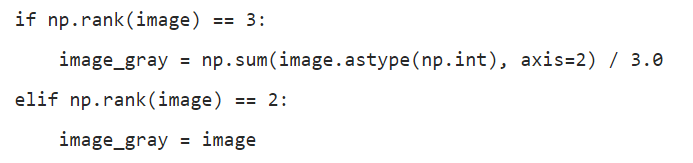 if np.rank(image) == 3:
    image_gray = np.sum(image.astype(np.int), axis=2) / 3.0
elif np.rank(image) == 2:
    image_gray = image